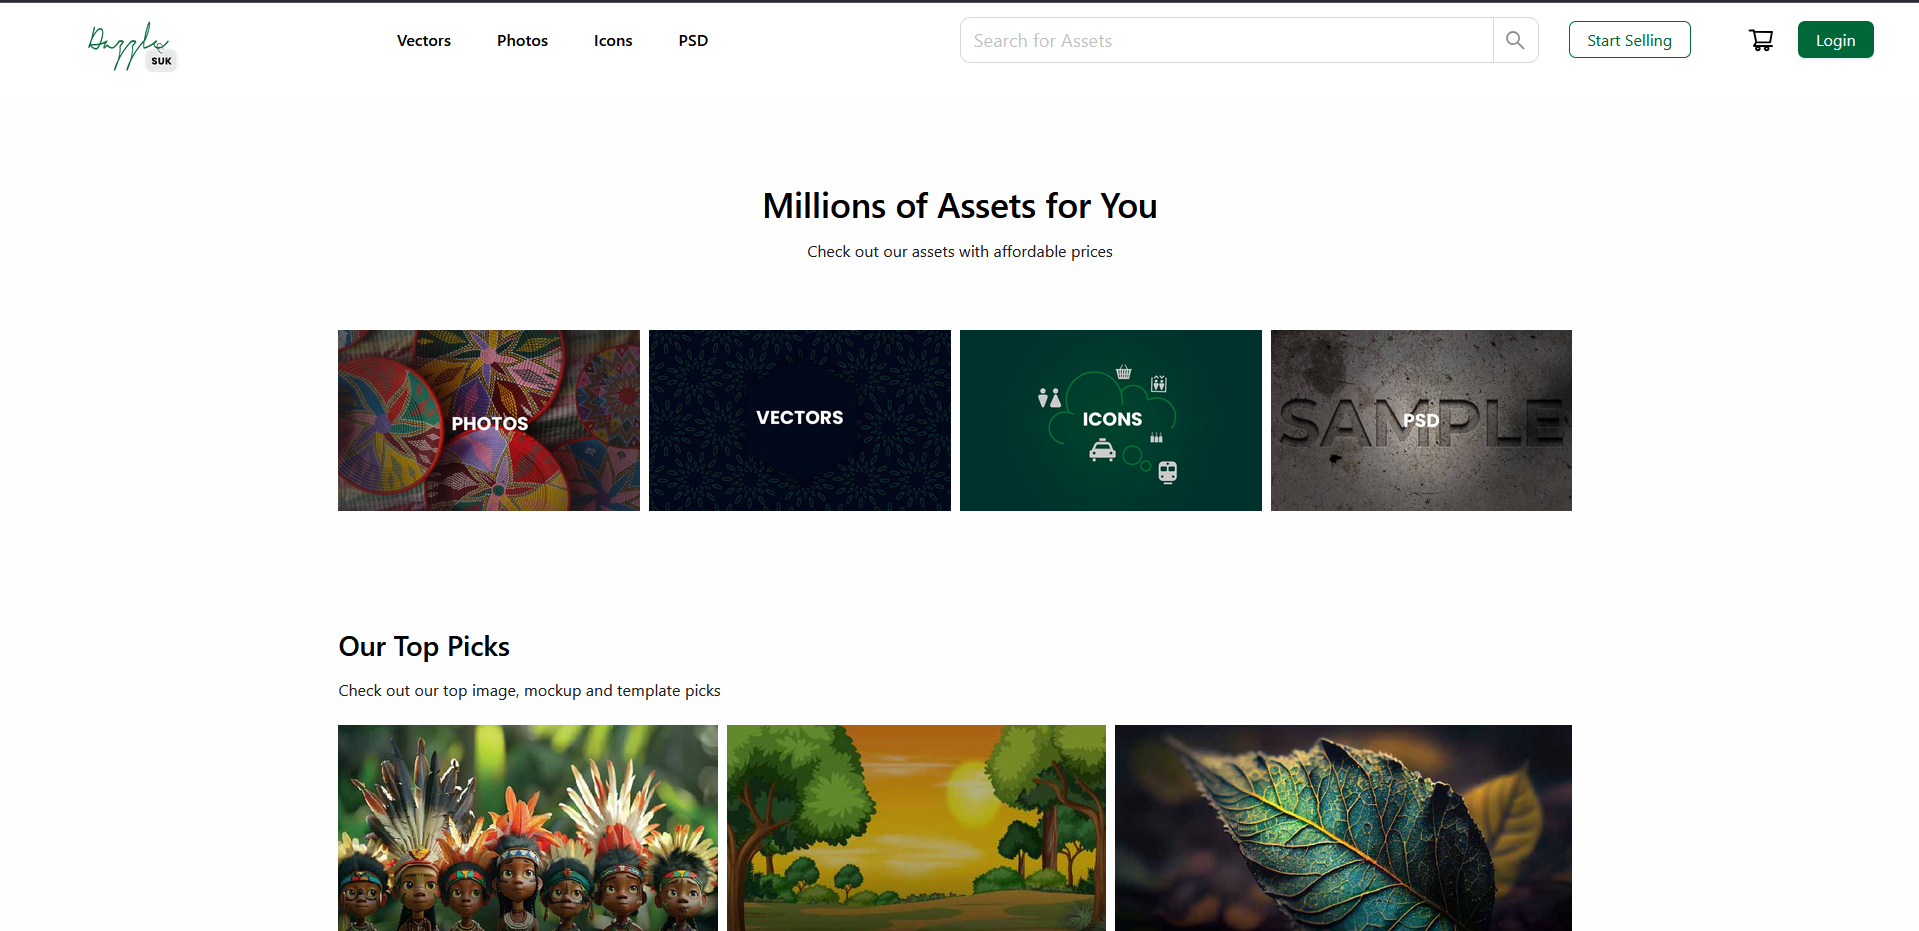 Dazzle
SUK
Vectors
Photos
Icons
PSD
Search for Assets
Start Selling
Login
Millions of Assets for You
Check out our assets with affordable prices
PHOTOS
VECTORS
ICONS
SAMPLE
PSD
Our Top Picks
Check out our top image, mockup and template picks